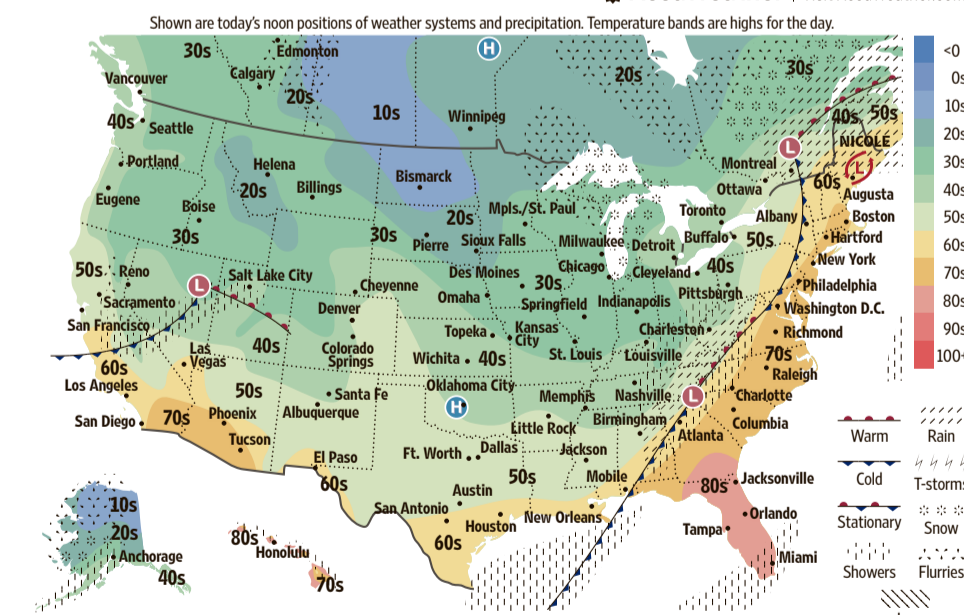 Shown are today's noon positions of weather systems and precipitation. Temperature bands are highs for the day.
30s
Edmonton
H
Calgary
20s
30s
<0
Vancouver
0s
20s
10s
10s
Winnipeg
40s
50s
20s
40s
Seattle
NICOLE
30s
L
Portland
Helena
Montreal
L
40s
Bismarck
Ottawa
60s
20s
Billings
Augusta
50s
Eugene
Boise
20s
Mpls./St. Paul
Toronto
Albany
Boston
60s
30s
30s
Pierre
Sioux Falls
Milwaukee
Detroit
Buffalo
50s
Hartford
70s
50s
Reno
Salt Lake City
Des Moines
Chicago
Cleveland
40s
New York
L
Cheyenne
30s
Philadelphia
80s
Sacramento
Omaha
Springfield
Indianapolis
Pittsburgh
Denver
Washington D.C.
90s
San Francisco
Topeka
Kansas
City
Charleston
Richmond
40s
Las
Vegas
Colorado
Springs
Wichita
40s
St. Louis
Louisville
70s
100+
60s
Raleigh
Los Angeles
50s
Oklahoma City
Santa Fe
Memphis
Nashville
L
Charlotte
70s
Phoenix
Albuquerque
H
Little Rock
Birmingham
San Diego
Columbia
Warm
Rain
Tucson
Atlanta
Ft. Worth
Dallas
Jackson
El Paso
50s
Mobile
Jacksonville
Cold
T-storms
60s
80s
Austin
10s
San Antonio
Orlando
20s
Houston
New Orleans
Stationary
Snow
80s
60s
Tampa
Anchorage
Honolulu
Miami
40s
70s
Showers
Flurries